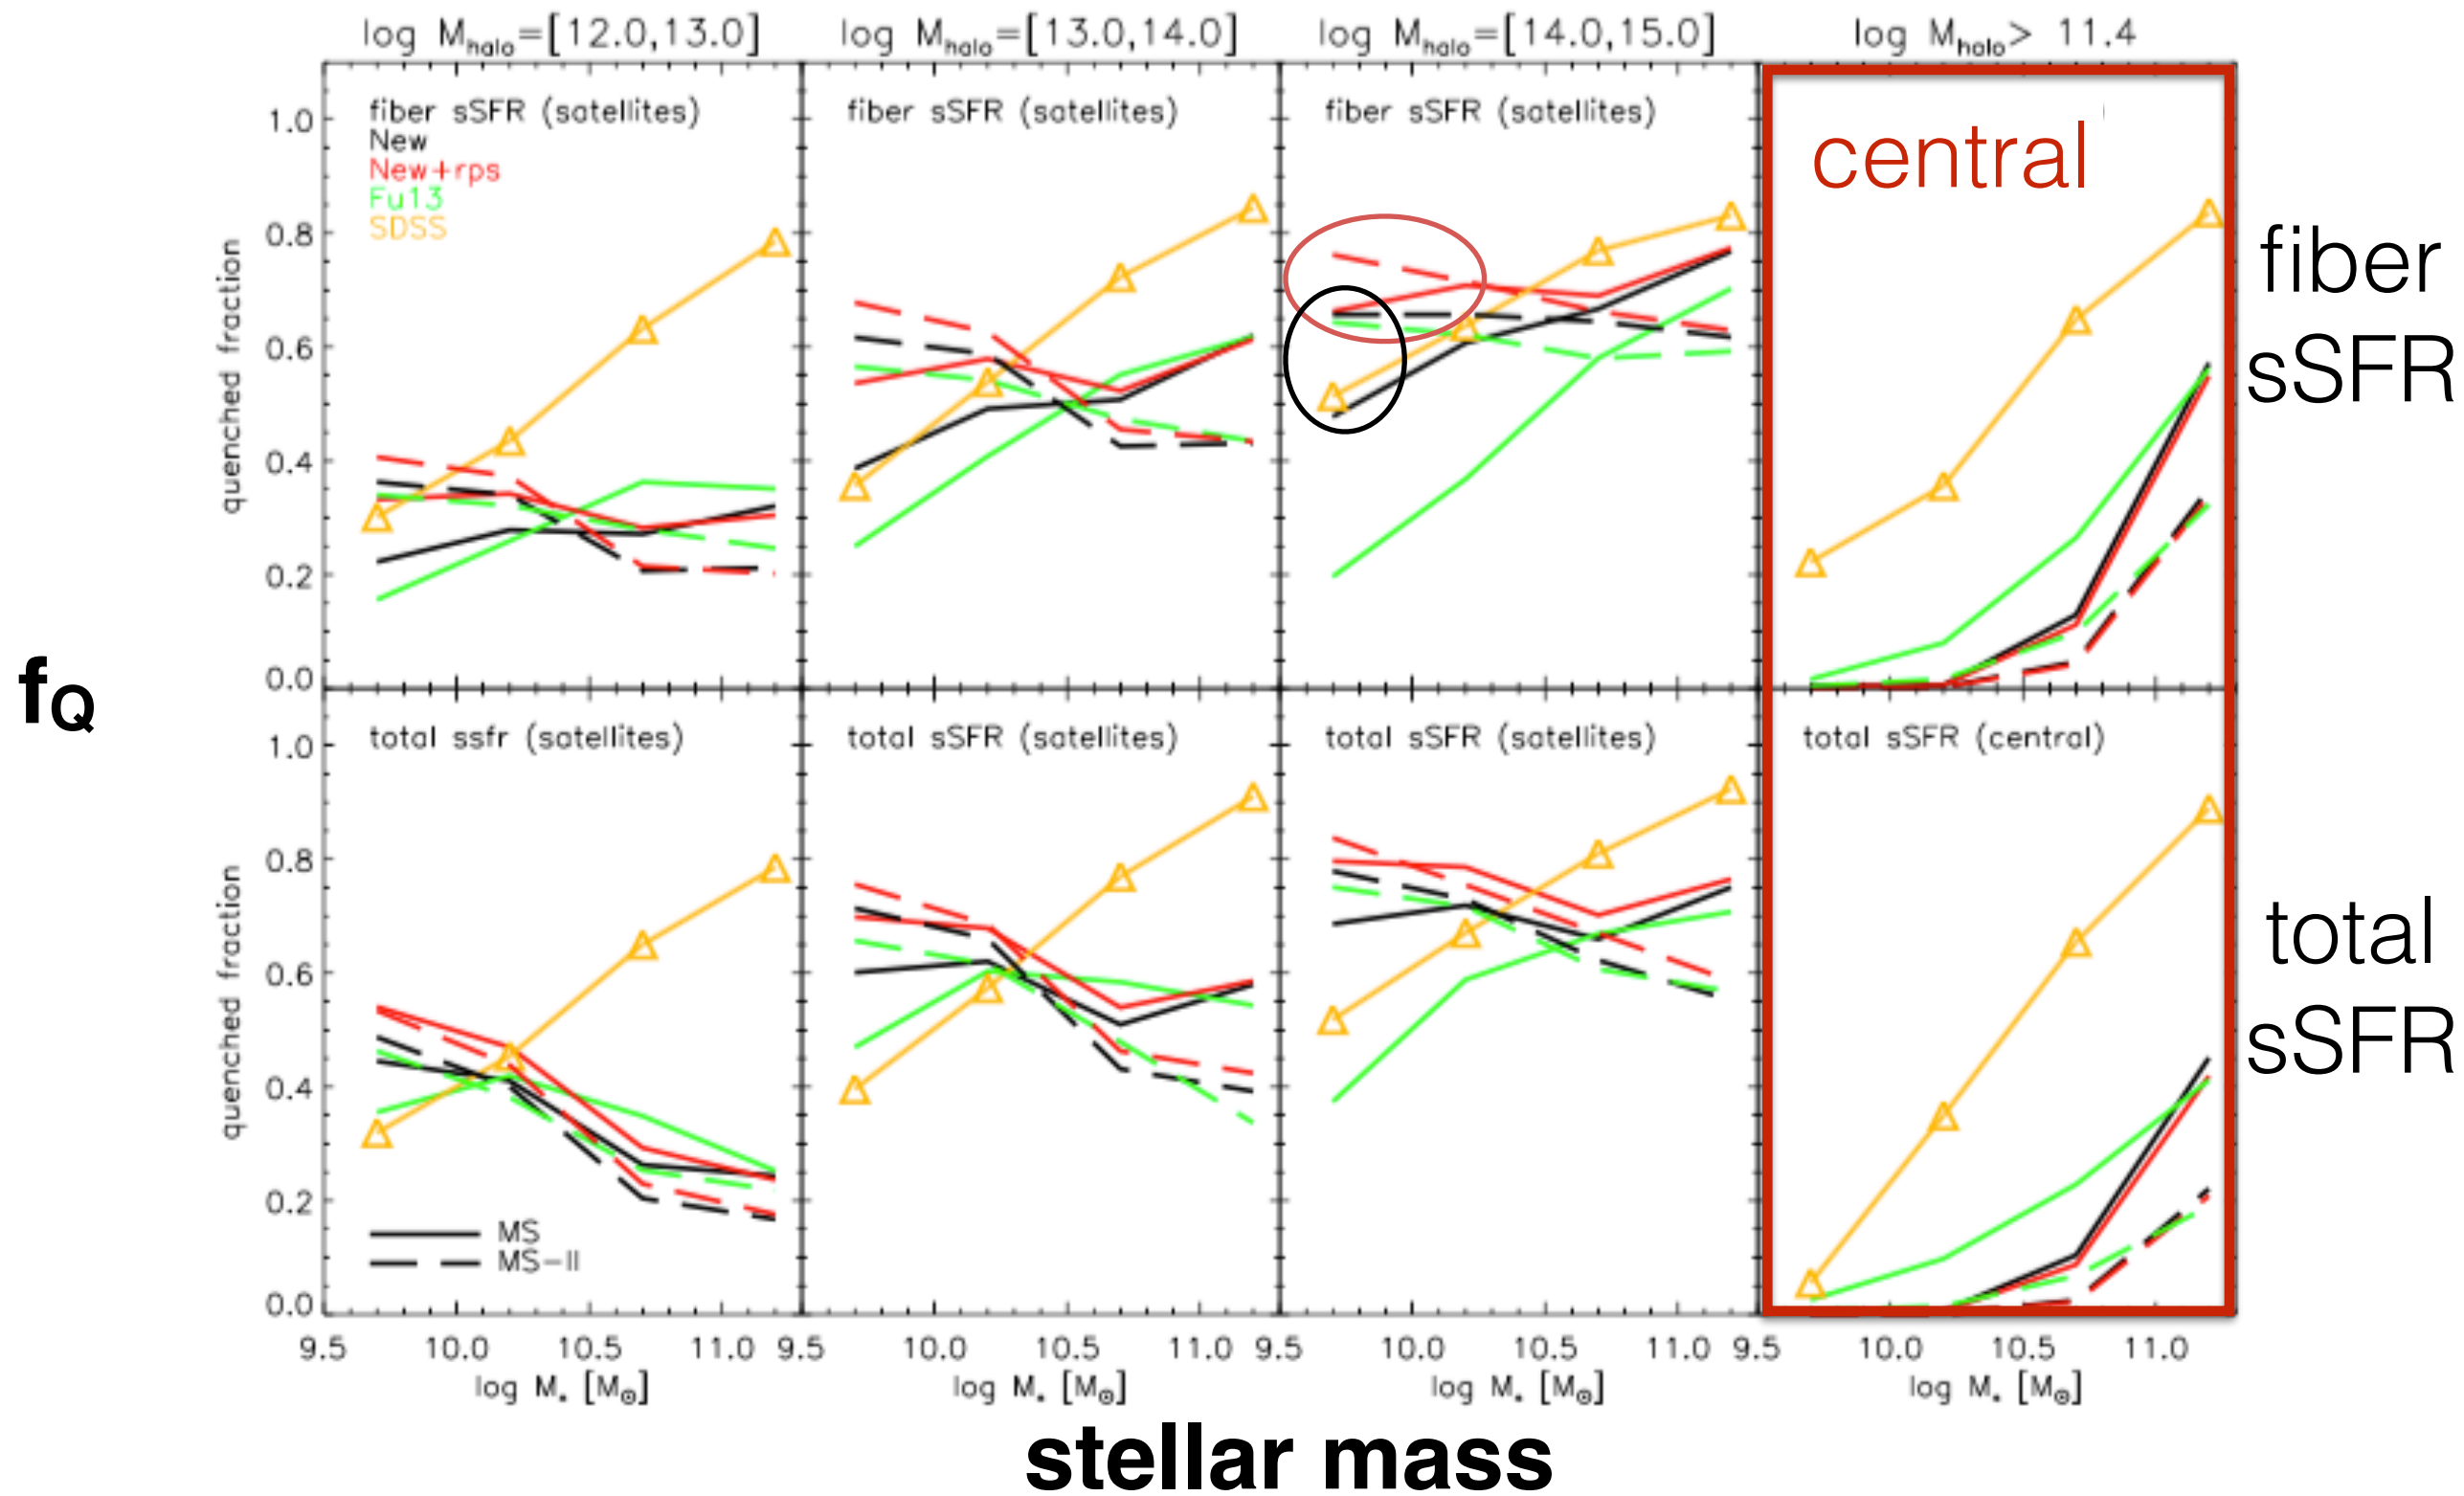 log M_halo=[12.0,13.0]
log M_halo=[13.0,14.0]
log M_halo=[14.0,15.0]
log M_halo> 11.4
fiber sSFR (satellites)
New
New+rps
Fu13
SDSS
fiber sSFR (satellites)
fiber sSFR (satellites)
central
fiber
sSFR
quenched fraction
1.0
0.8
0.6
0.4
0.2
0.0
fQ
total ssfr (satellites)
total sSFR (satellites)
total sSFR (satellites)
total sSFR (central)
total
sSFR
quenched fraction
1.0
0.8
0.6
0.4
0.2
0.0
MS
MS-II
9.5 10.0 10.5 11.0 9.5 10.0 10.5 11.0 9.5 10.0 10.5 11.0 9.5 10.0 10.5 11.0
log M* [M⊙]
log M* [M⊙]
log M* [M⊙]
log M* [M⊙]
stellar mass